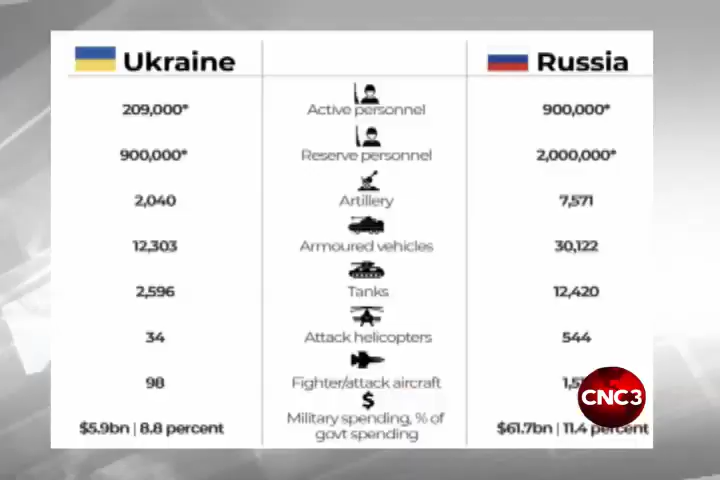 Ukraine Russia
209,000* Active personnel 900,000*
900,000* Reserve personnel 2,000,000*
2,040 Artillery 7,571
12,303 Armoured vehicles 30,122
2,596 Tanks 12,420
34 Attack helicopters 544
98 Fighter/attack aircraft
CNC3
$
$5.9bn | 8.8 percent Military spending, % of $61.7bn | 11.4 percent
govt spending